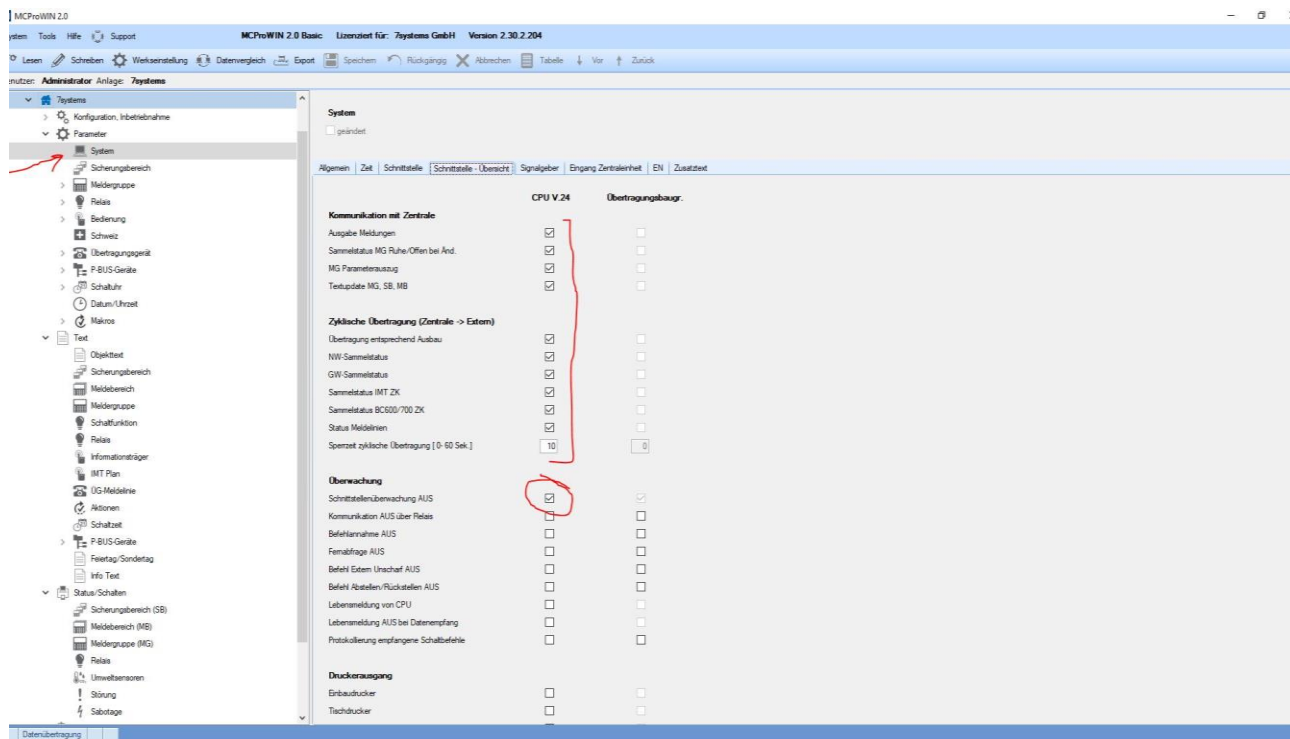 MCProWIN 2.0
ystem Tools Hilfe Support MCProWIN 2.0 Basic Lizenziert für: 7systems GmbH Version 2.30.2.204
Lesen Schreiben Werkseinstellung Datenvergleich Export Speichern Rückgängig Abbrechen Tabelle Vor Zurück
enutzer: Administrator Anlage: 7systems
7systems
Konfiguration, Inbetriebnahme
Parameter
System
Sicherungsbereich
Meldergruppe
Relais
Bedienung
Schweiz
Übertragungsgerät
P-BUS-Geräte
Schaltuhr
Datum/Uhrzeit
Makros
Text
Objekttext
Sicherungsbereich
Meldebereich
Meldergruppe
Schaltfunktion
Relais
Informationsträger
IMT Plan
ÜG-Meldelinie
Aktionen
Schaltzeit
P-BUS-Geräte
Feiertag/Sondertag
Info Text
Status/Schalten
Sicherungsbereich (SB)
Meldebereich (MB)
Meldergruppe (MG)
Relais
Umweltsensoren
Störung
Sabotage
System
geändert
Allgemein Zeit Schnittstelle Schnittstelle - Übersicht Signalgeber Eingang Zentraleinheit EN Zusatztext
CPU V.24 Übertragungsbaugr.
Kommunikation mit Zentrale
Ausgabe Meldungen
Sammelstatus MG Ruhe/Offen bei Änd.
MG Parameterauszug
Textupdate MG, SB, MB
Zyklische Übertragung (Zentrale -> Extern)
Übertragung entsprechend Ausbau
NW-Sammelstatus
GW-Sammelstatus
Sammelstatus IMT ZK
Sammelstatus BC600/700 ZK
Status Meldelinien
Sperrzeit zyklische Übertragung [ 0- 60 Sek.] 10 0
Überwachung
Schnittstellenüberwachung AUS
Kommunikation AUS über Relais
Befehlannahme AUS
Fernabfrage AUS
Befehl Extern Unscharf AUS
Befehl Abstellen/Rückstellen AUS
Lebensmeldung von CPU
Lebensmeldung AUS bei Datenempfang
Protokollierung empfangene Schaltbefehle
Druckerausgang
Einbaudrucker
Tischdrucker
Datenübertragung